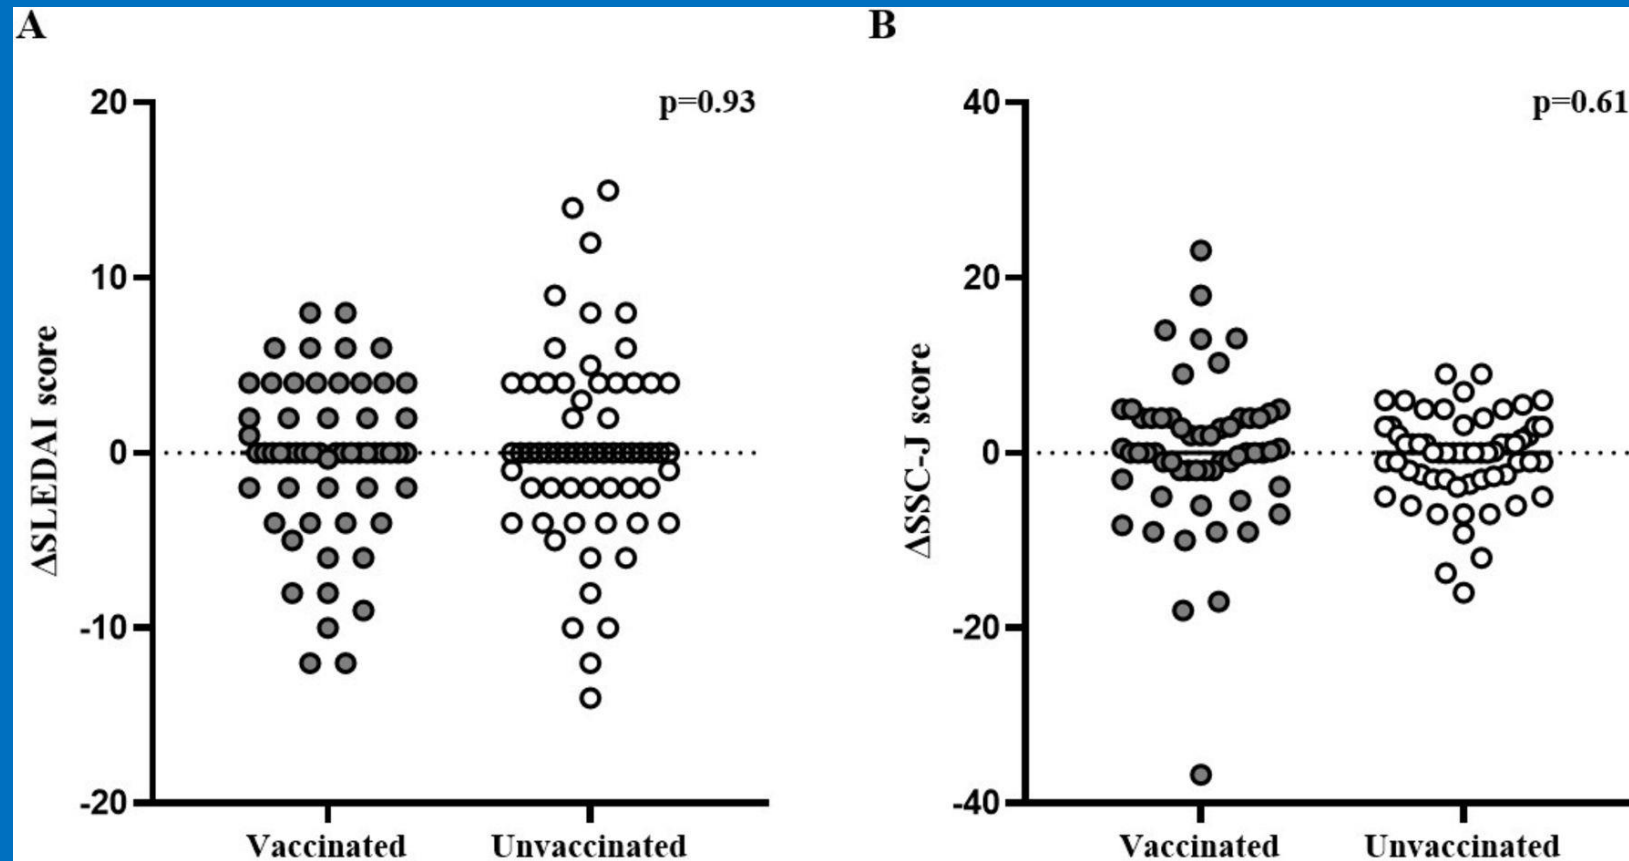 A
B
p=0.93
p=0.61
20
10
0
-10
-20
ΔSLEDAI score
Vaccinated
Unvaccinated
40
20
0
-20
-40
ΔSSC-J score
Vaccinated
Unvaccinated